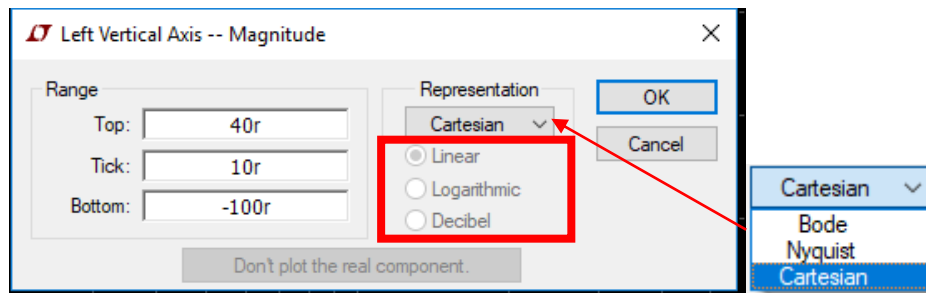 Left Vertical Axis -- Magnitude
Range
Top: 40r
Tick: 10r
Bottom: -100r
Representation
Cartesian
Linear
Logarithmic
Decibel
OK
Cancel
Don't plot the real component.
Cartesian
Bode
Nyquist
Cartesian